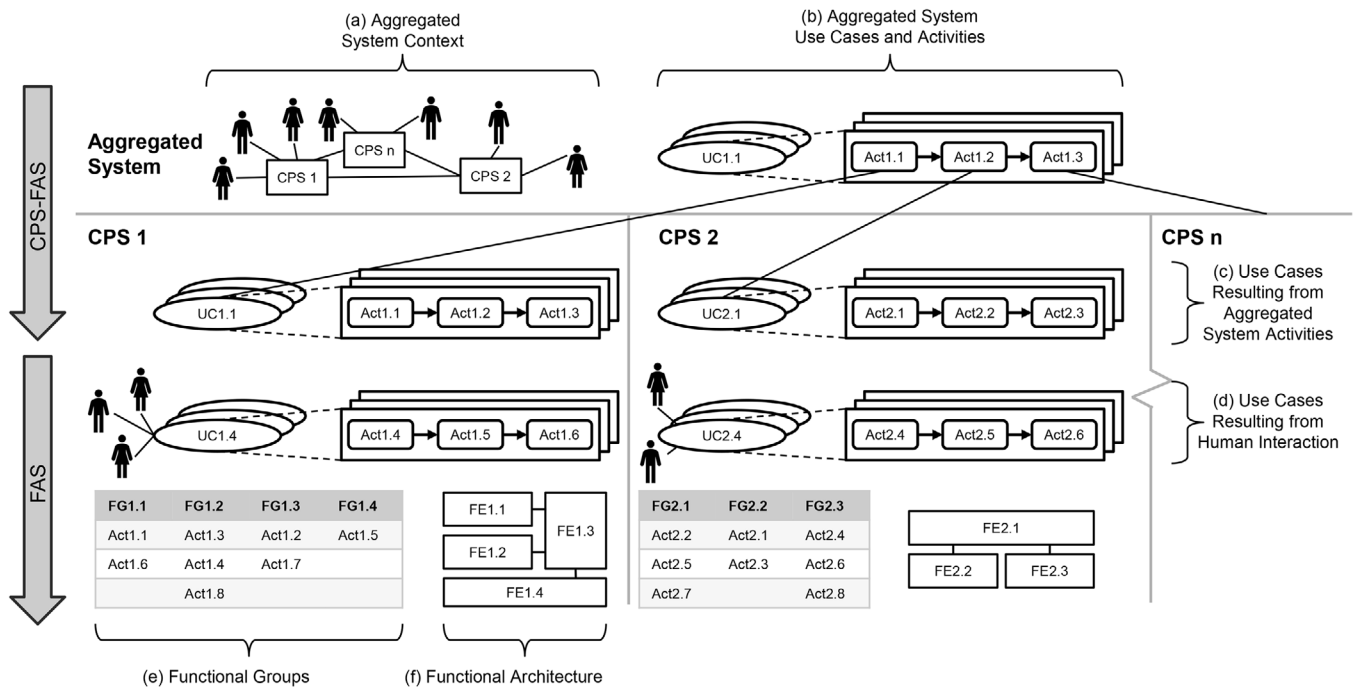 (a) Aggregated
System Context
(b) Aggregated System
Use Cases and Activities
CPS-FAS
Aggregated
System
CPS 1
CPS n
CPS 2
UC1.1
Act1.1
Act1.2
Act1.3
CPS 1
UC1.1
Act1.1
Act1.2
Act1.3
CPS 2
UC2.1
Act2.1
Act2.2
Act2.3
CPS n
(c) Use Cases
Resulting from
Aggregated
System Activities
FAS
UC1.4
Act1.4
Act1.5
Act1.6
UC2.4
Act2.4
Act2.5
Act2.6
(d) Use Cases
Resulting from
Human Interaction
FG1.1 FG1.2 FG1.3 FG1.4
Act1.1 Act1.3 Act1.2 Act1.5
Act1.6 Act1.4 Act1.7
Act1.8
FE1.1
FE1.2
FE1.3
FE1.4
FG2.1 FG2.2 FG2.3
Act2.2 Act2.1 Act2.4
Act2.5 Act2.3 Act2.6
Act2.7 Act2.8
FE2.1
FE2.2
FE2.3
(e) Functional Groups
(f) Functional Architecture